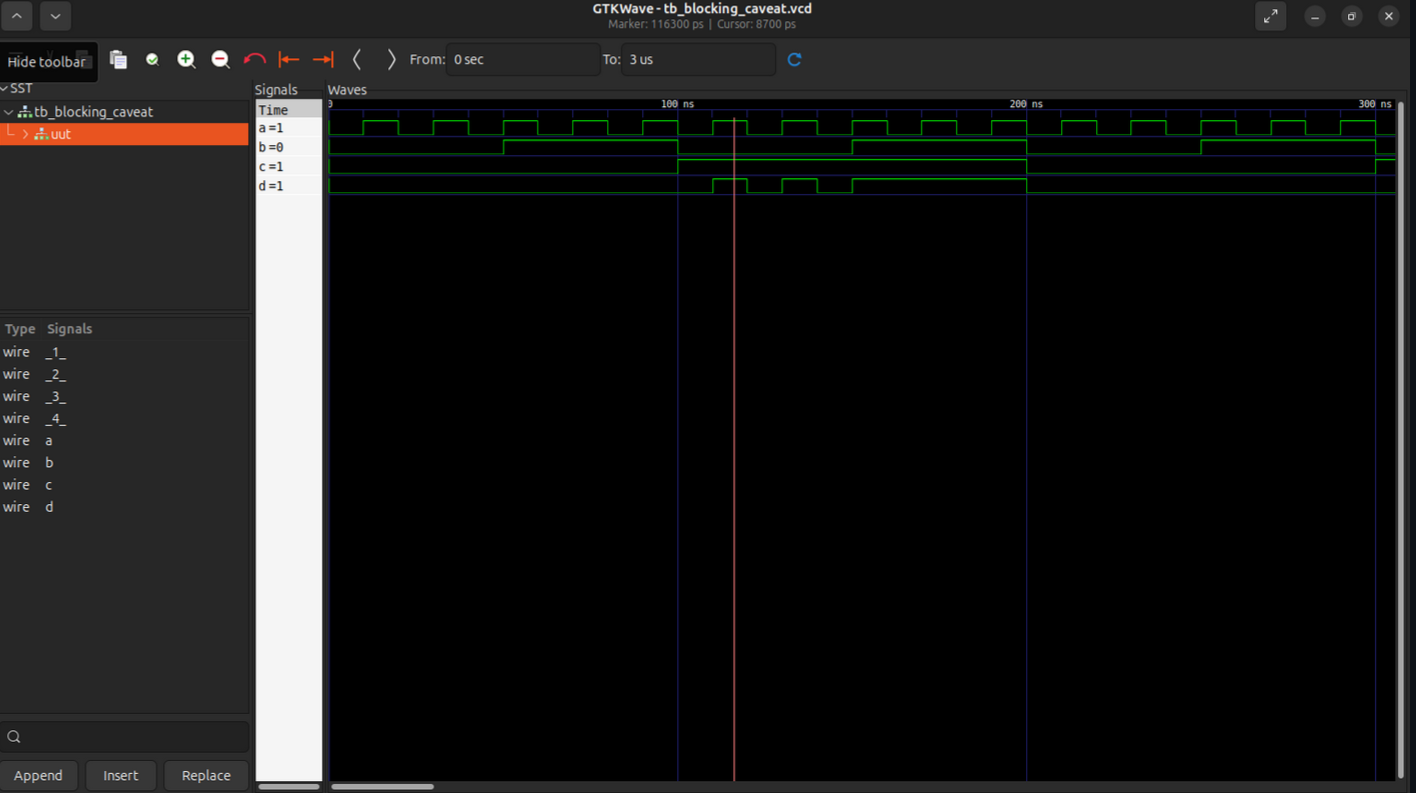 GTKWave - tb_blocking_caveat.vcd
Marker: 116300 ps | Cursor: 8700 ps
Hide toolbar
From: 0 sec To: 3 us
SST
tb_blocking_caveat
uut
Type Signals
wire _1_
wire _2_
wire _3_
wire _4_
wire a
wire b
wire c
wire d
Append Insert Replace
Signals
Time
a=1
b=0
c=1
d=1
Waves
0 100 ns 200 ns 300 ns